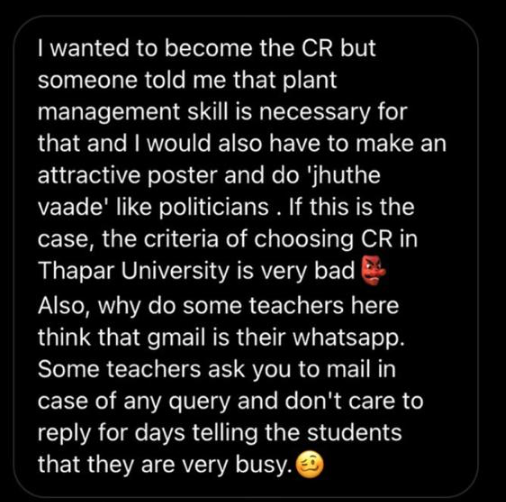 I wanted to become the CR but
someone told me that plant
management skill is necessary for
that and I would also have to make an
attractive poster and do 'jhuthe
vaade' like politicians . If this is the
case, the criteria of choosing CR in
Thapar University is very bad 👺
Also, why do some teachers here
think that gmail is their whatsapp.
Some teachers ask you to mail in
case of any query and don't care to
reply for days telling the students
that they are very busy.🥴